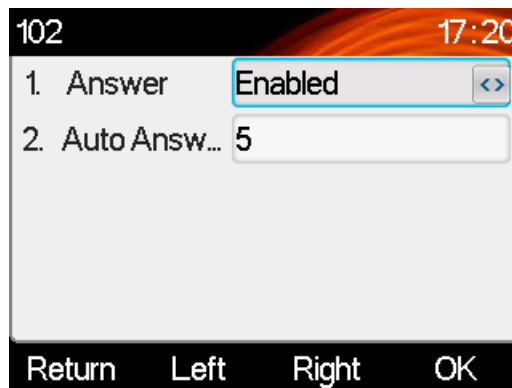 102 17:20
1. Answer Enabled <>
2. Auto Answ... 5
Return Left Right OK